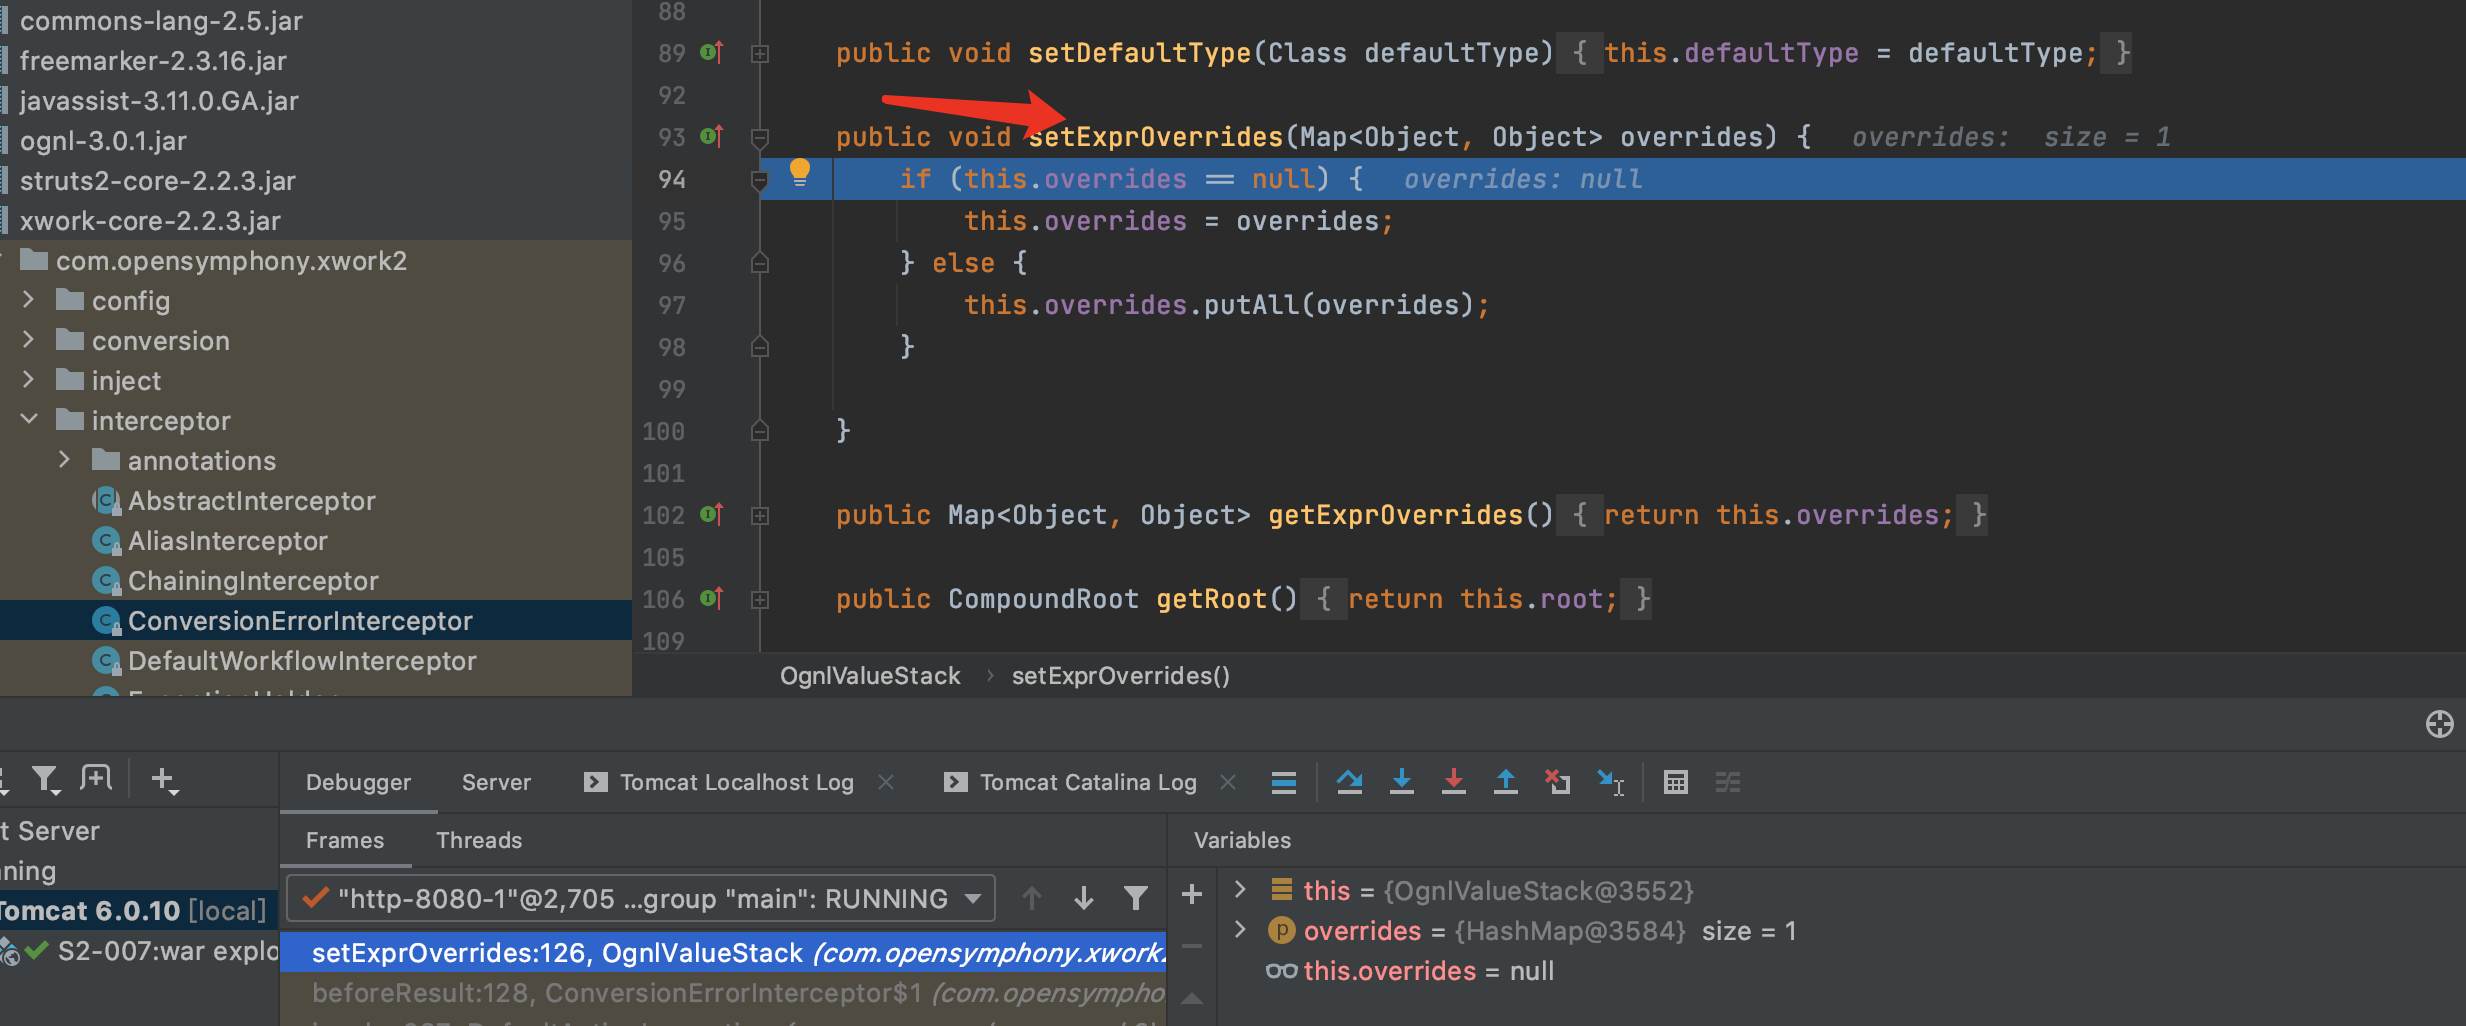 commons-lang-2.5.jar
freemarker-2.3.16.jar
javassist-3.11.0.GA.jar
ognl-3.0.1.jar
struts2-core-2.2.3.jar
xwork-core-2.2.3.jar
com.opensymphony.xwork2
config
conversion
inject
interceptor
annotations
AbstractInterceptor
AliasInterceptor
ChainingInterceptor
ConversionErrorInterceptor
DefaultWorkflowInterceptor
88
89 public void setDefaultType(Class defaultType) { this.defaultType = defaultType; }
92
93 public void setExprOverrides(Map<Object, Object> overrides) { overrides: size = 1
94 if (this.overrides == null) { overrides: null
95 this.overrides = overrides;
96 } else {
97 this.overrides.putAll(overrides);
98 }
99
100 }
101
102 public Map<Object, Object> getExprOverrides() { return this.overrides; }
105
106 public CompoundRoot getRoot() { return this.root; }
109
OgnlValueStack › setExprOverrides()
Debugger Server Tomcat Localhost Log Tomcat Catalina Log
t Server
ning
Tomcat 6.0.10 [local]
S2-007:war explo
Frames Threads
"http-8080-1"@2,705 ...group "main": RUNNING
setExprOverrides:126, OgnlValueStack (com.opensymphony.xwork
beforeResult:128, ConversionErrorInterceptor$1 (com.opensympho
Variables
this = {OgnlValueStack@3552}
overrides = {HashMap@3584} size = 1
this.overrides = null